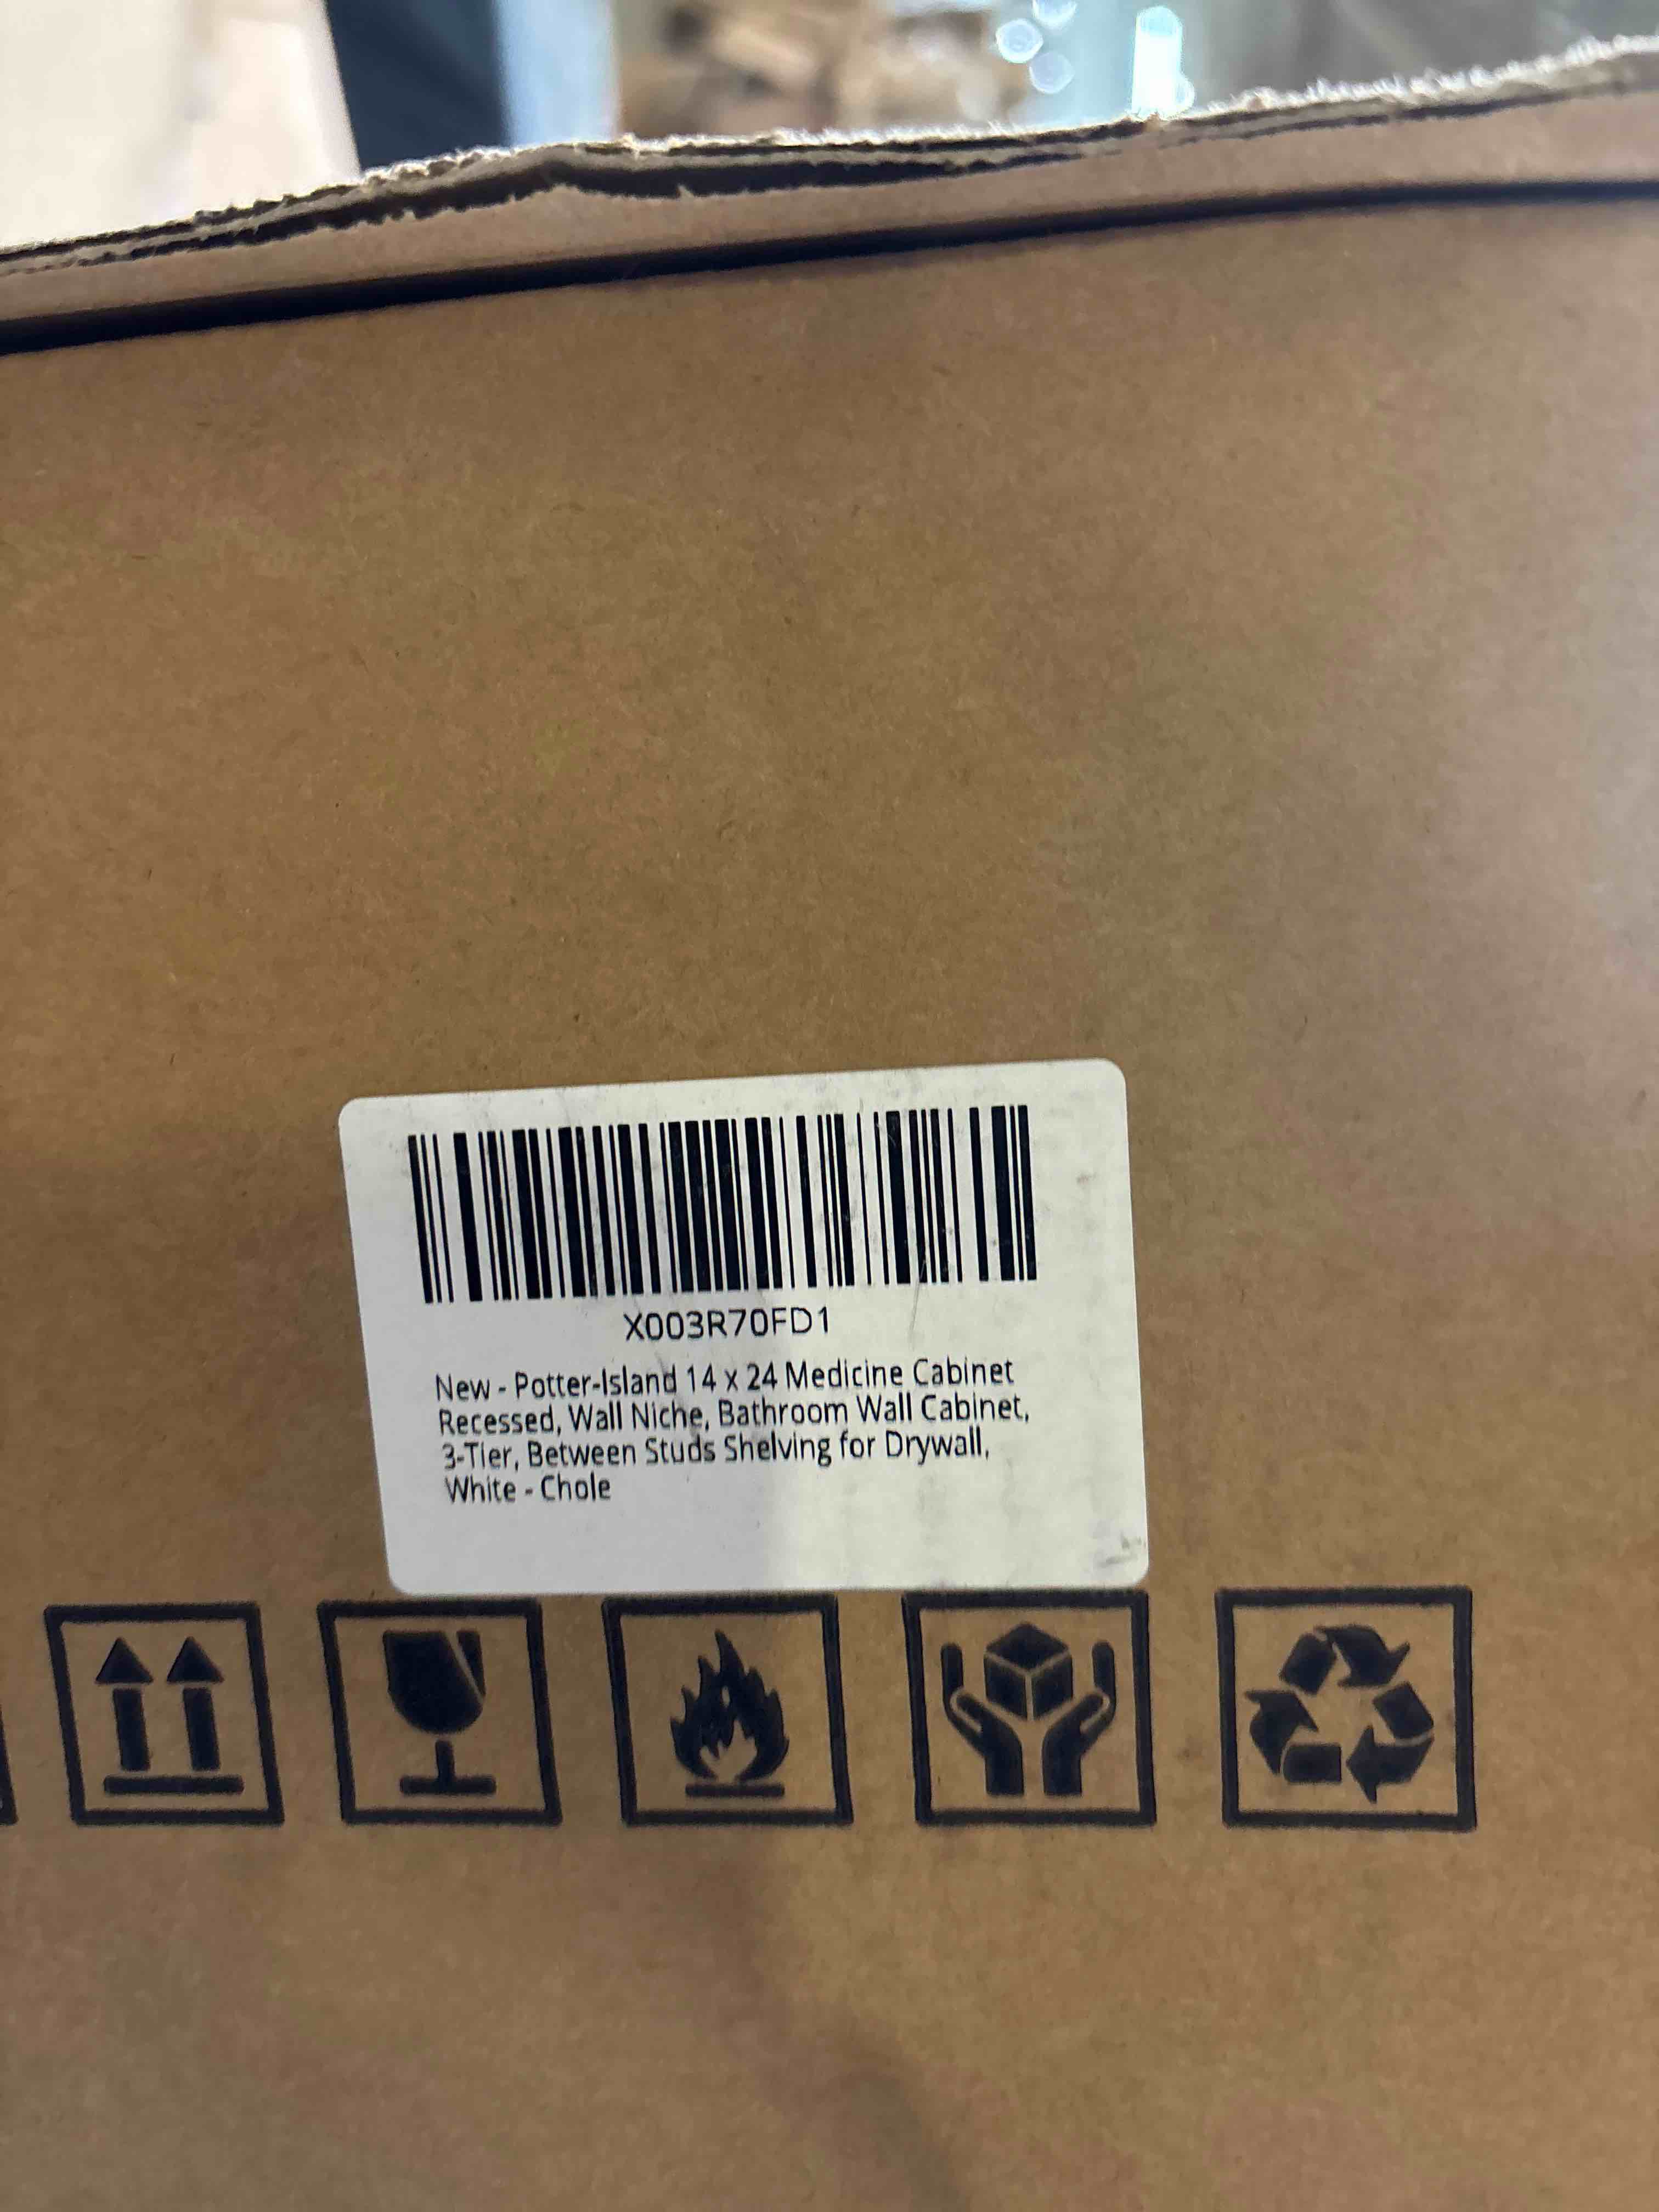 X003R70FD1
New - Potter-Island 14 x 24 Medicine Cabinet
Recessed, Wall Niche, Bathroom Wall Cabinet,
3-Tier, Between Studs Shelving for Drywall,
White - Chole